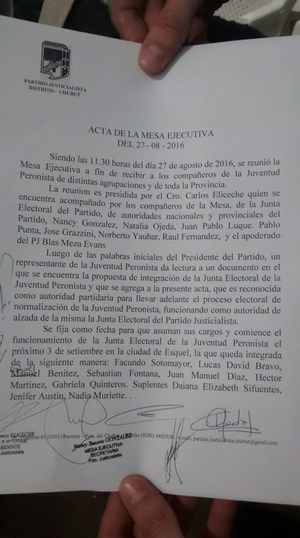 PARTIDO JUSTICIALISTA
DISTRITO - CHUBUT
ACTA DE LA MESA EJECUTIVA
DEL 27- 08 - 2016
Siendo las 11.30 horas del día 27 de agosto de 2016, se reunió la
Mesa Ejecutiva a fin de recibir a los compañeros de la Juventud
Peronista de distintas agrupaciones y de toda la Provincia.
La reunion es presidida por el Cro. Carlos Eliceche quien se
encuentra acompañado por los compañeros de la Mesa, de la Junta
Electoral del Partido, de autoridades nacionales y provinciales del
Partido, Nancy Gonzalez, Natalia Ojeda, Juan Pablo Luque. Pablo
Punta, Jose Grazzini, Norberto Yauhar, Raul Fernandez, y el apoderado
del PJ Blas Meza Evans
Luego de las palabras iniciales del Presidente del Partido, un
representante de la Juventud Peronista da lectura a un documento en el
que se encuentra la propuesta de integración de la Junta Electoral de la
Juventud Peronista y que se agrega a la presente acta, que es reconocida
como autoridad partidaria para llevar adelante el proceso electoral de
normalización de la Juventud Peronista, funcionando como autoridad de
alzada de la misma la Junta Electoral del Partido Justicialista.
Se fija como fecha para que asuman sus cargos y comience el
funcionamiento de la Junta Electoral de la Juventud Peronista el
próximo 3 de setiembre en la ciudad de Esquel, la que queda integrada
de la siguiente manera: Facundo Sotomayor, Lucas David Bravo,
Manuel Benitez, Sebastian Fontana, Juan Manuel Diaz, Hector
Martinez, Gabriela Quinteros. Suplentes Daiana Elizabeth Sifuentes,
Jenifer Austin, Nadia Muriette. .
ELICECHE
Nancy Sanchez GONZALEZ
MESA EJECUTIVA
SECRETARIA
Pdo. Justicialista